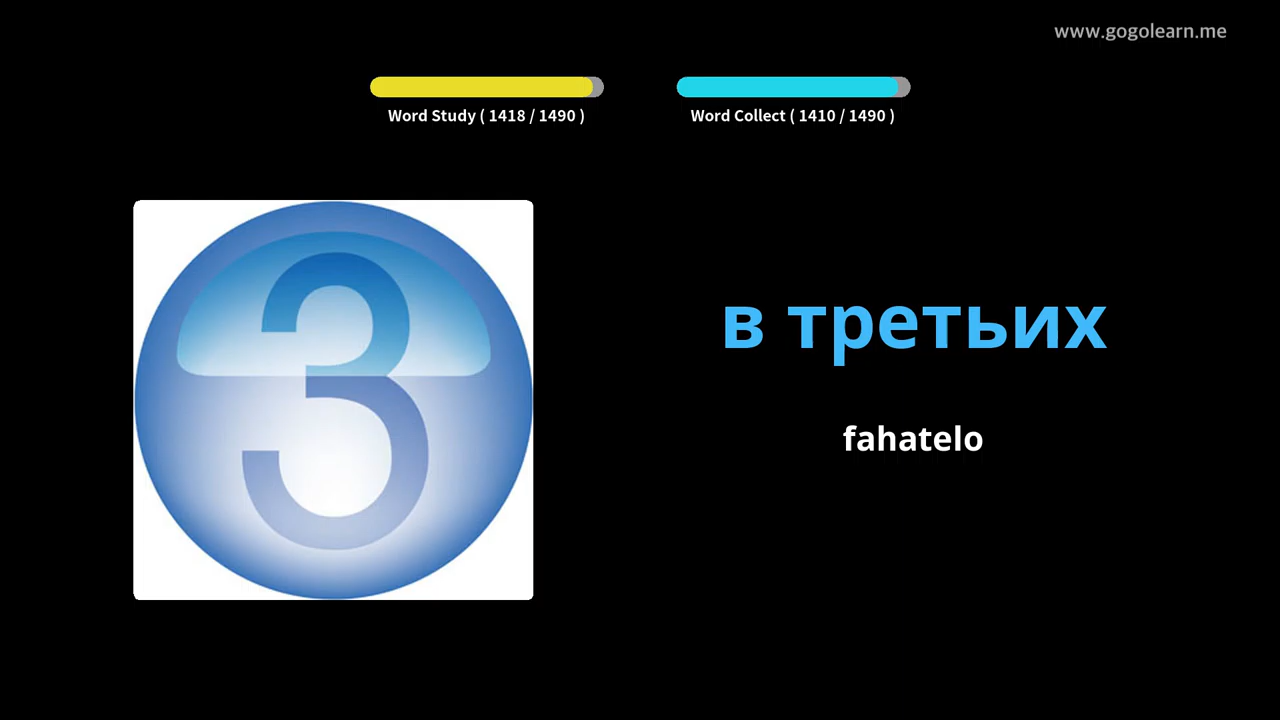 www.gogolearn.me
Word Study ( 1418 / 1490 )
Word Collect ( 1410 / 1490 )
3
в третьих
fahatelo